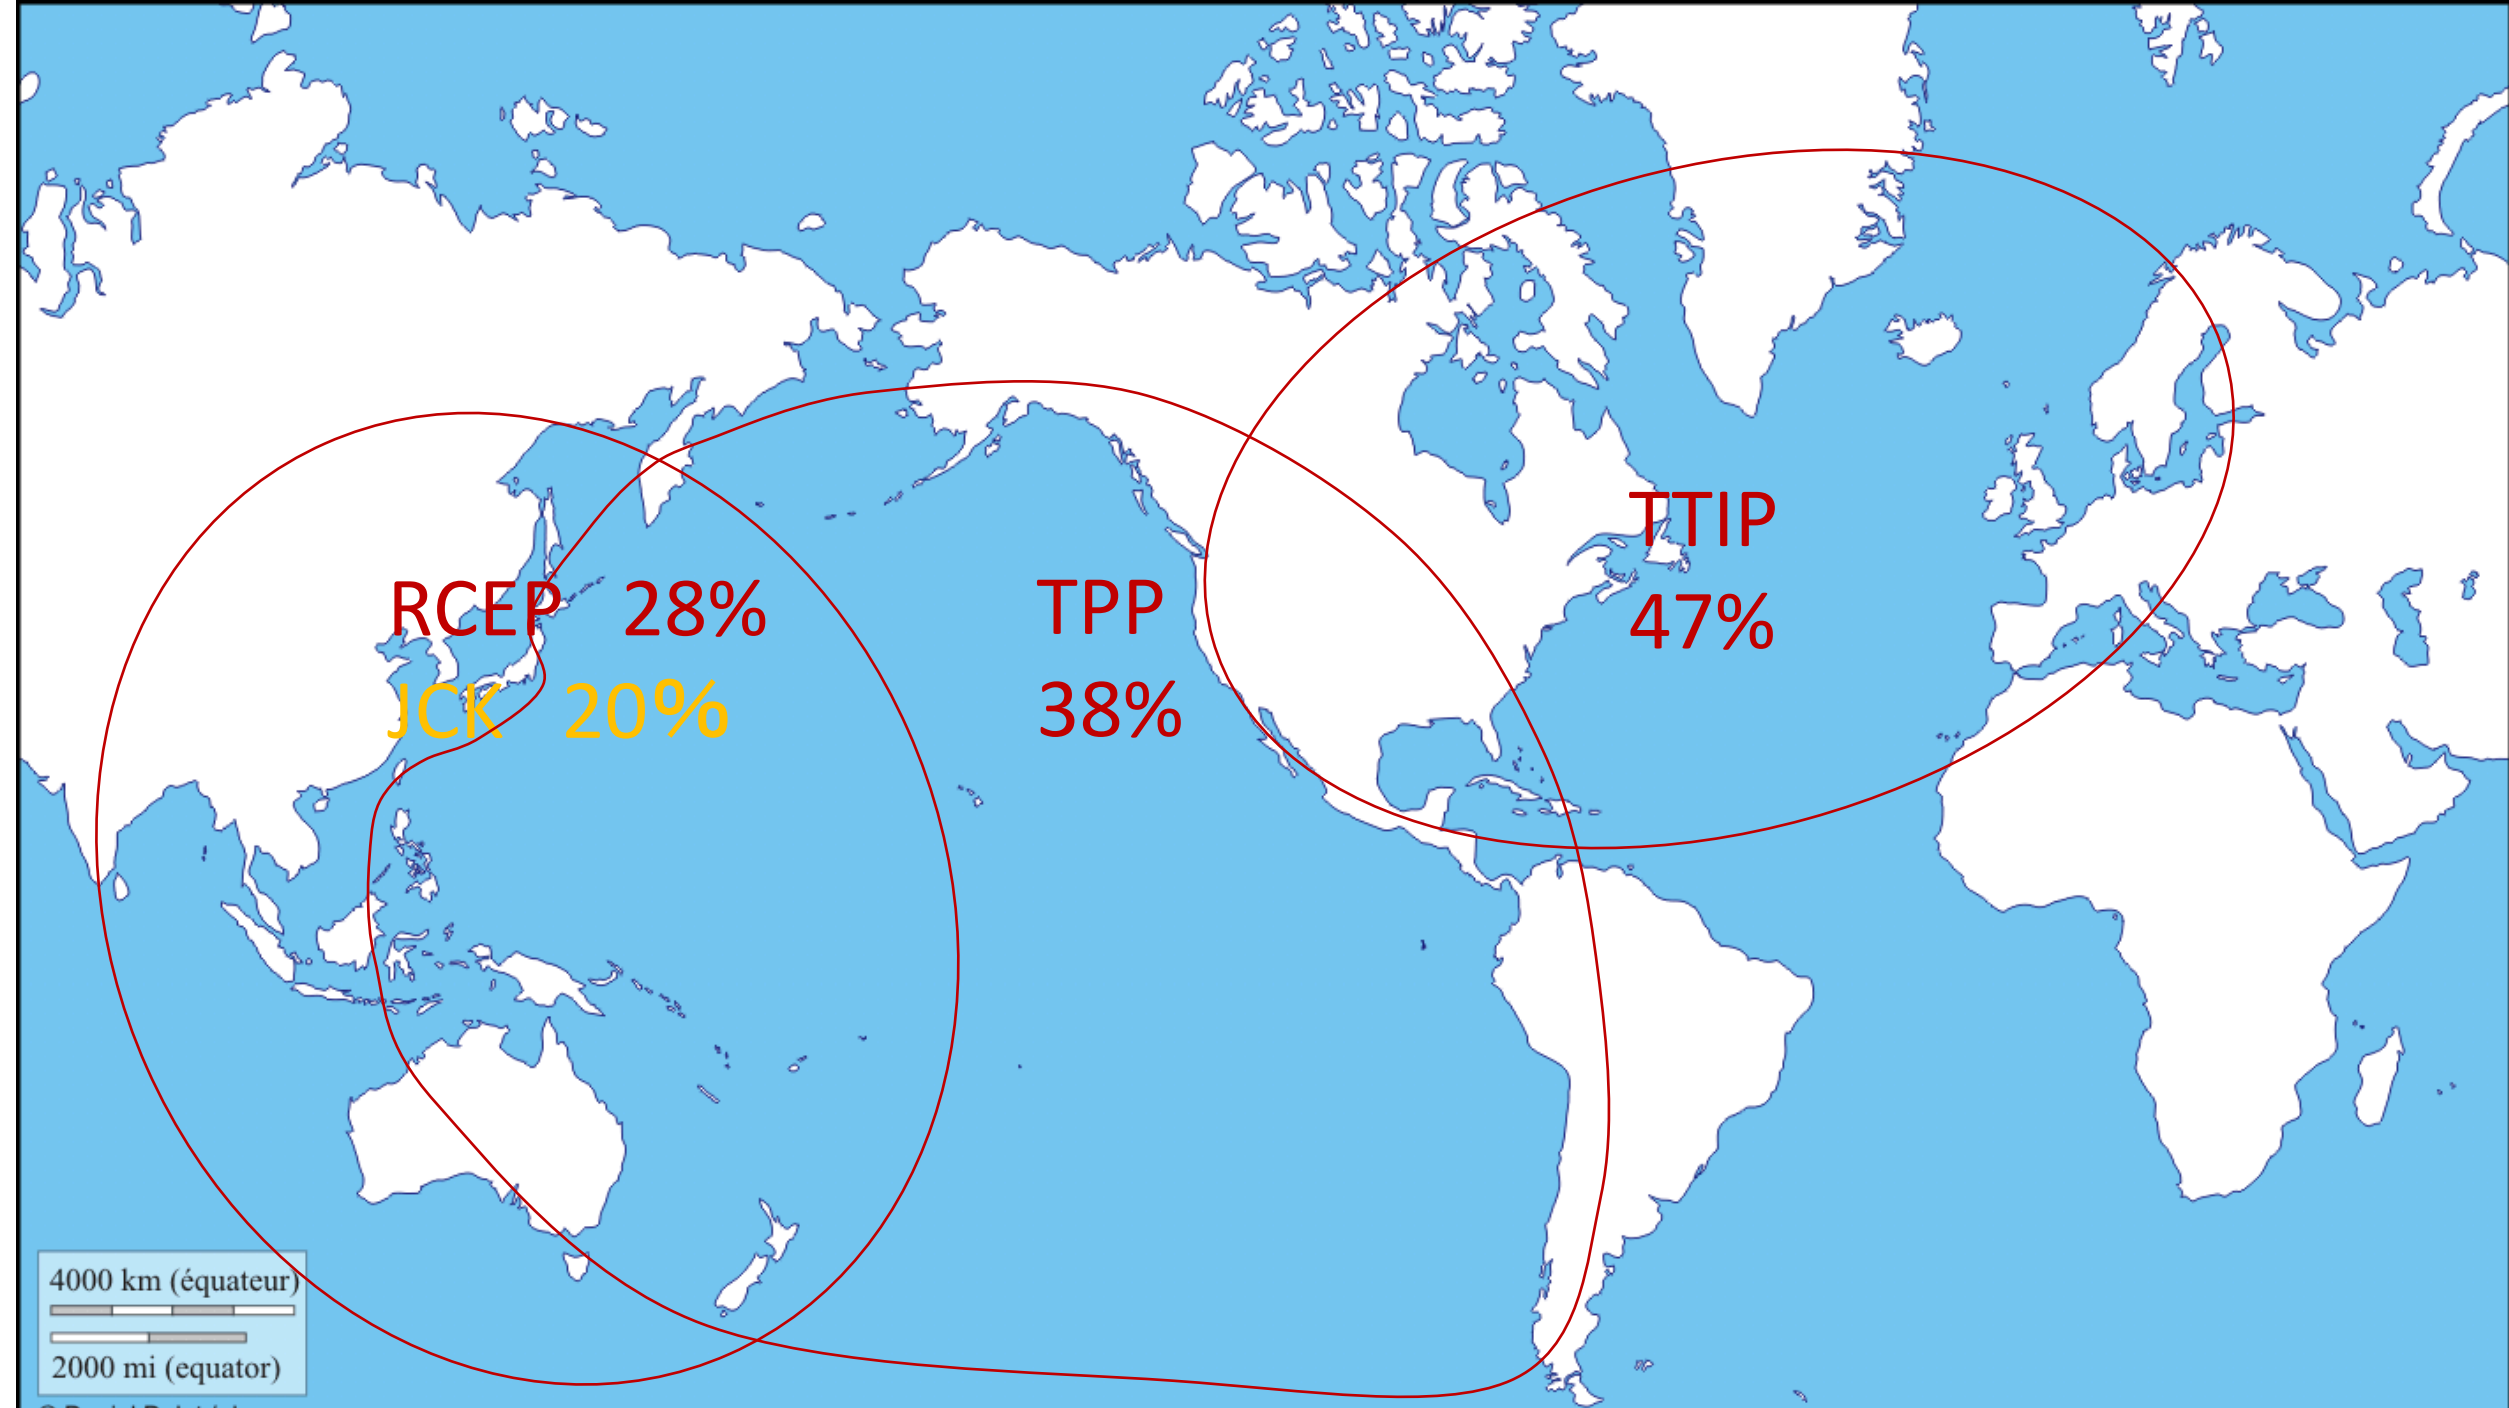 TTIP
47%
RCEP 28%
TPP
38%
JCK 20%
4000 km (équateur)
2000 mi (equator)